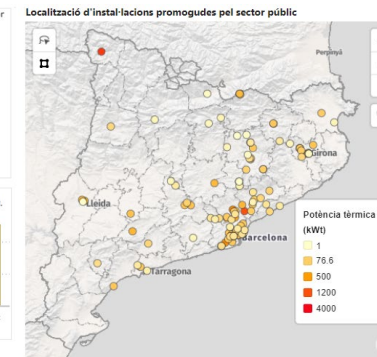 Localització d'instal·lacions promogudes pel sector públic
Perpinyà
Girona
Lleida
Barcelona
Tarragona
Potència tèrmica
(kWt)
1
76.6
500
1200
4000